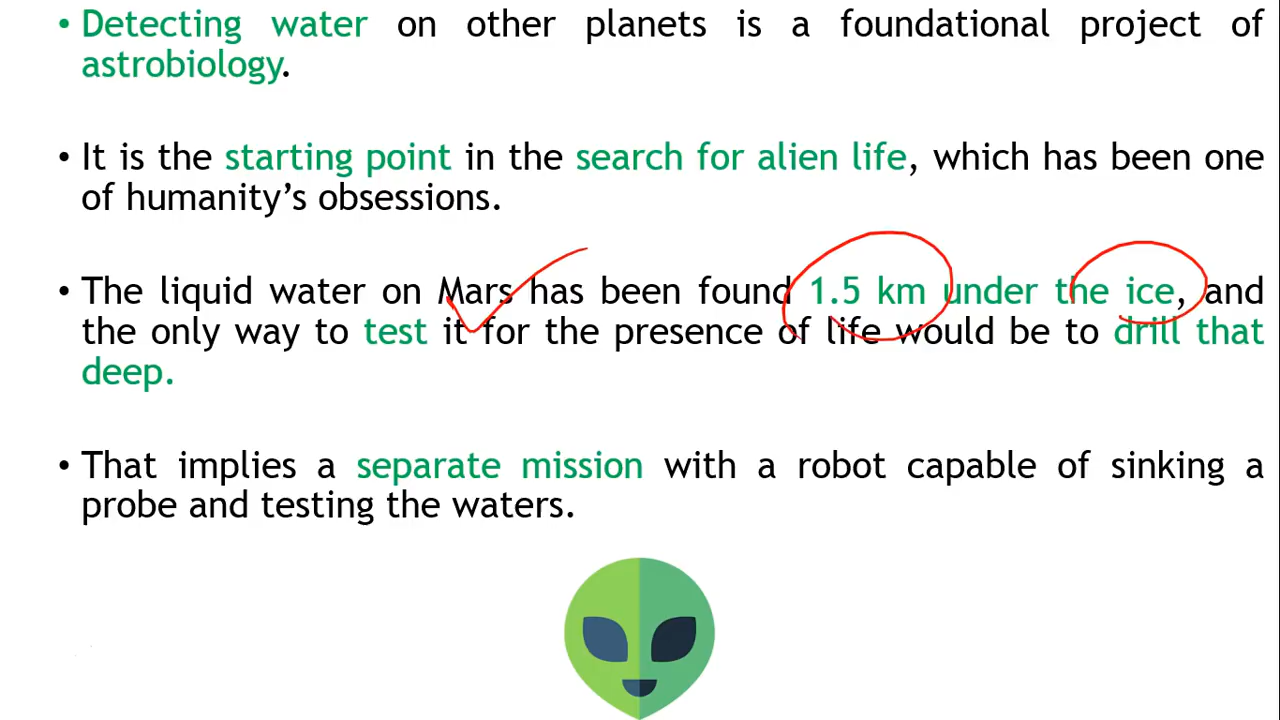 • Detecting water on other planets is a foundational project of
astrobiology.
• It is the starting point in the search for alien life, which has been one
of humanity’s obsessions.
• The liquid water on Mars has been found 1.5 km under the ice, and
the only way to test it for the presence of life would be to drill that
deep.
• That implies a separate mission with a robot capable of sinking a
probe and testing the waters.